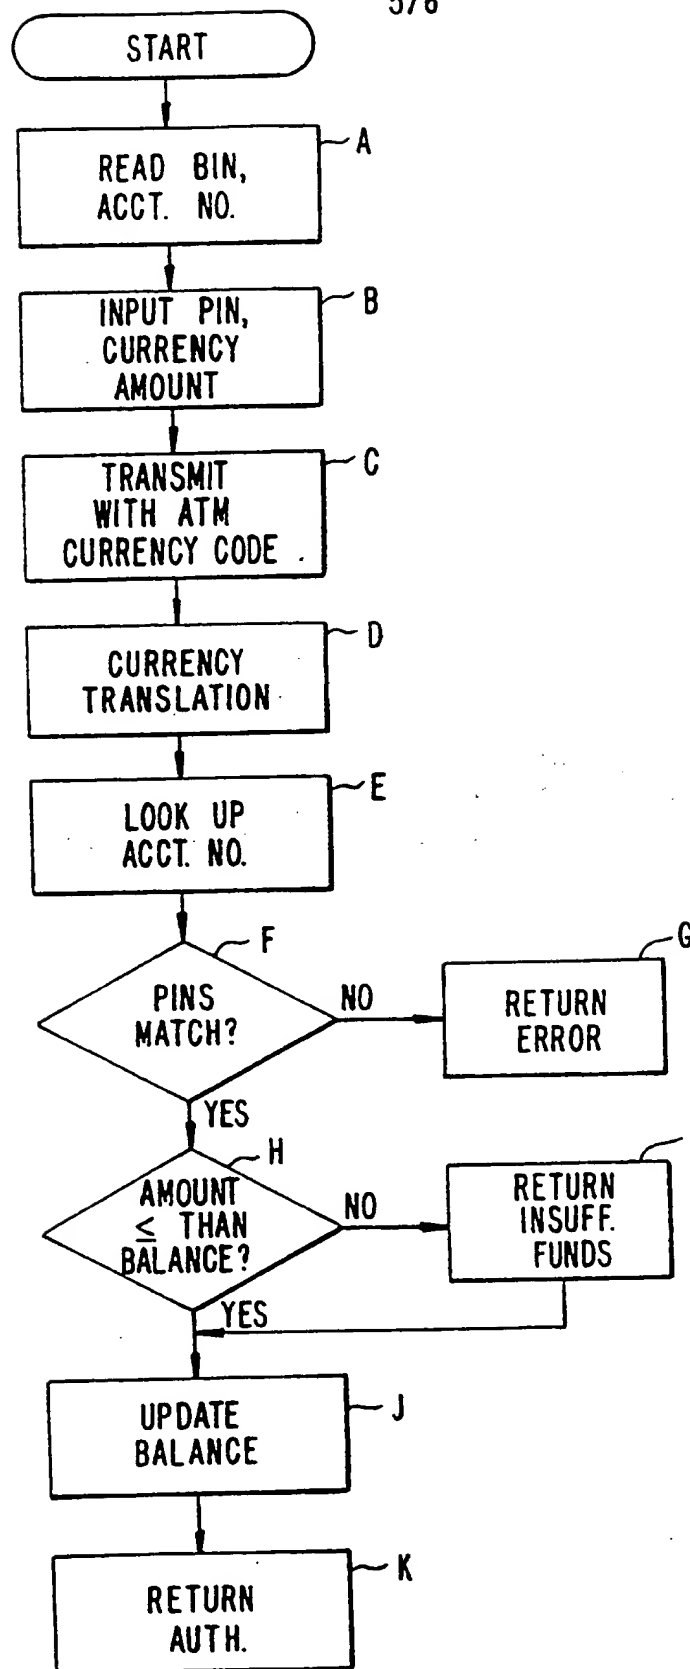 5/6
START
A
READ BIN,
ACCT. NO.
B
INPUT PIN,
CURRENCY
AMOUNT
C
TRANSMIT
WITH ATM
CURRENCY CODE
D
CURRENCY
TRANSLATION
E
LOOK UP
ACCT. NO.
F
PINS
MATCH?
NO
G
RETURN
ERROR
YES
H
AMOUNT
≤ THAN
BALANCE?
NO
RETURN
INSUFF.
FUNDS
YES
J
UPDATE
BALANCE
K
RETURN
AUTH.